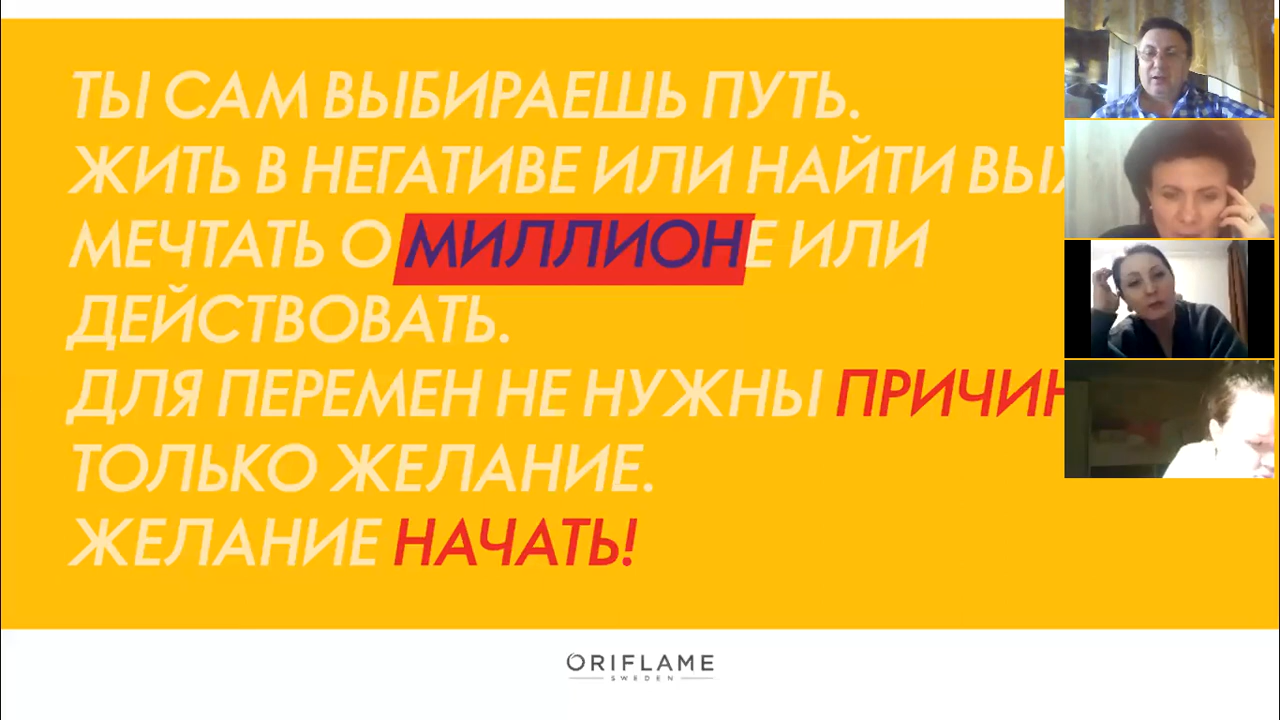 ТЫ САМ ВЫБИРАЕШЬ ПУТЬ.
ЖИТЬ В НЕГАТИВЕ ИЛИ НАЙТИ
МЕЧТАТЬ О МИЛЛИОНЕ ИЛИ
ДЕЙСТВОВАТЬ.
ДЛЯ ПЕРЕМЕН НЕ НУЖНЫ
ТОЛЬКО ЖЕЛАНИЕ.
ЖЕЛАНИЕ НАЧАТЬ!
ORIFLAME
SWEDEN